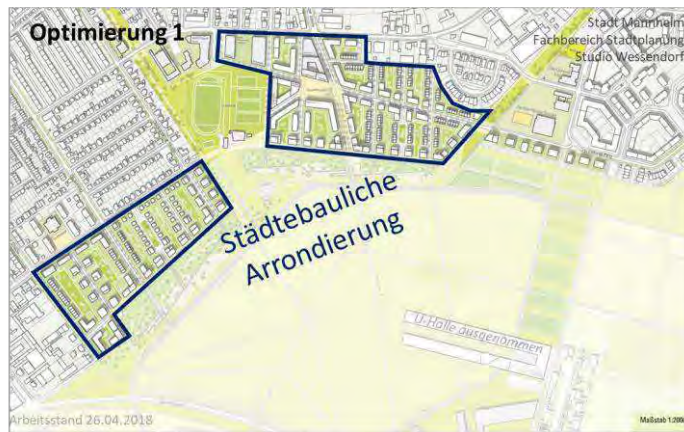 Optimierung 1
Stadt Mannheim
Fachbereich Stadtplanung
Studio Wessendorf
Städtebauliche
Arrondierung
U-Halle ausgenommen
Arbeitsstand 26.04.2018